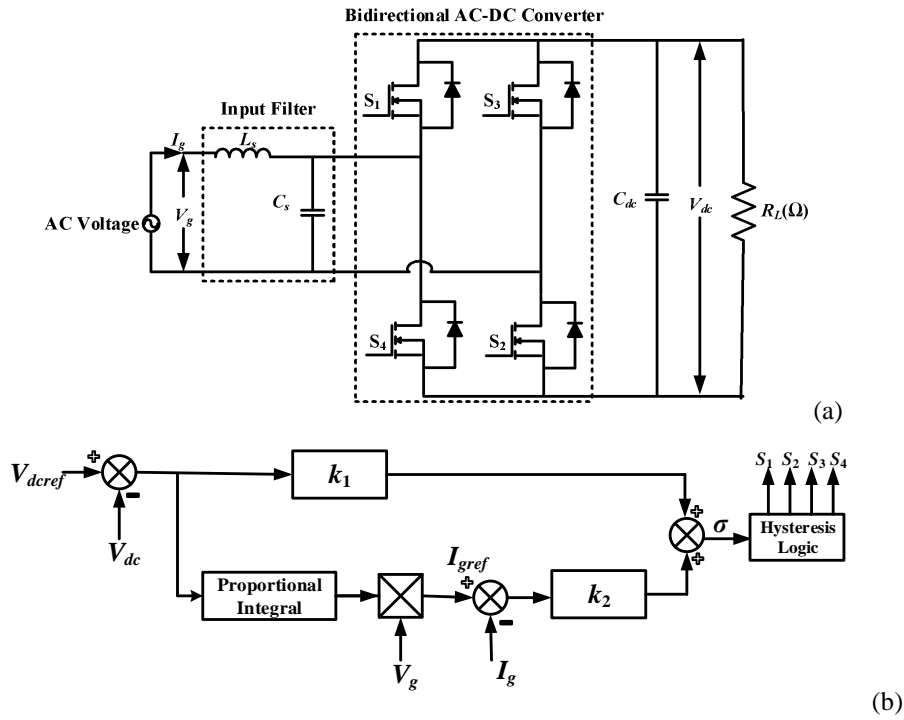 Bidirectional AC-DC Converter
S1
S3
Input Filter
Ig
Ls
Cs
Cdc
Vdc
RL(Ω)
AC Voltage
Vg
S4
S2
(a)
Vdcref
+
-
Vdc
k1
+
+
σ
S1 S2 S3 S4
Hysteresis
Logic
Proportional
Integral
Vg
Igref
+
-
Ig
k2
(b)